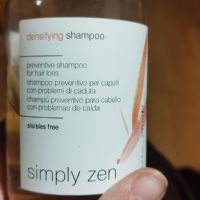 densifying shampoo
preventive shampoo
for hair loss
shampoo preventivo per capelli
con problemi di caduta
champú preventivo para cabello
con problemas de caída
sls/sles free
simply zen